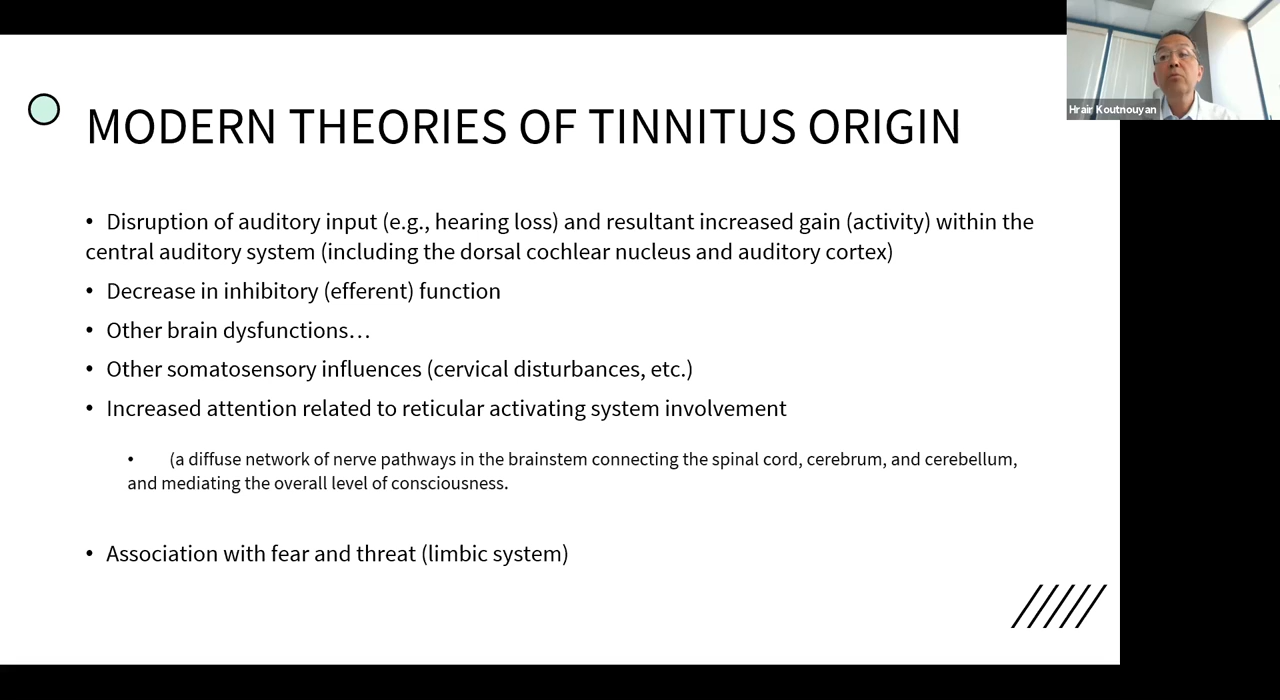 Hrair Koutnouyan
MODERN THEORIES OF TINNITUS ORIGIN
• Disruption of auditory input (e.g., hearing loss) and resultant increased gain (activity) within the
central auditory system (including the dorsal cochlear nucleus and auditory cortex)
• Decrease in inhibitory (efferent) function
• Other brain dysfunctions…
• Other somatosensory influences (cervical disturbances, etc.)
• Increased attention related to reticular activating system involvement
• (a diffuse network of nerve pathways in the brainstem connecting the spinal cord, cerebrum, and cerebellum,
and mediating the overall level of consciousness.
• Association with fear and threat (limbic system)